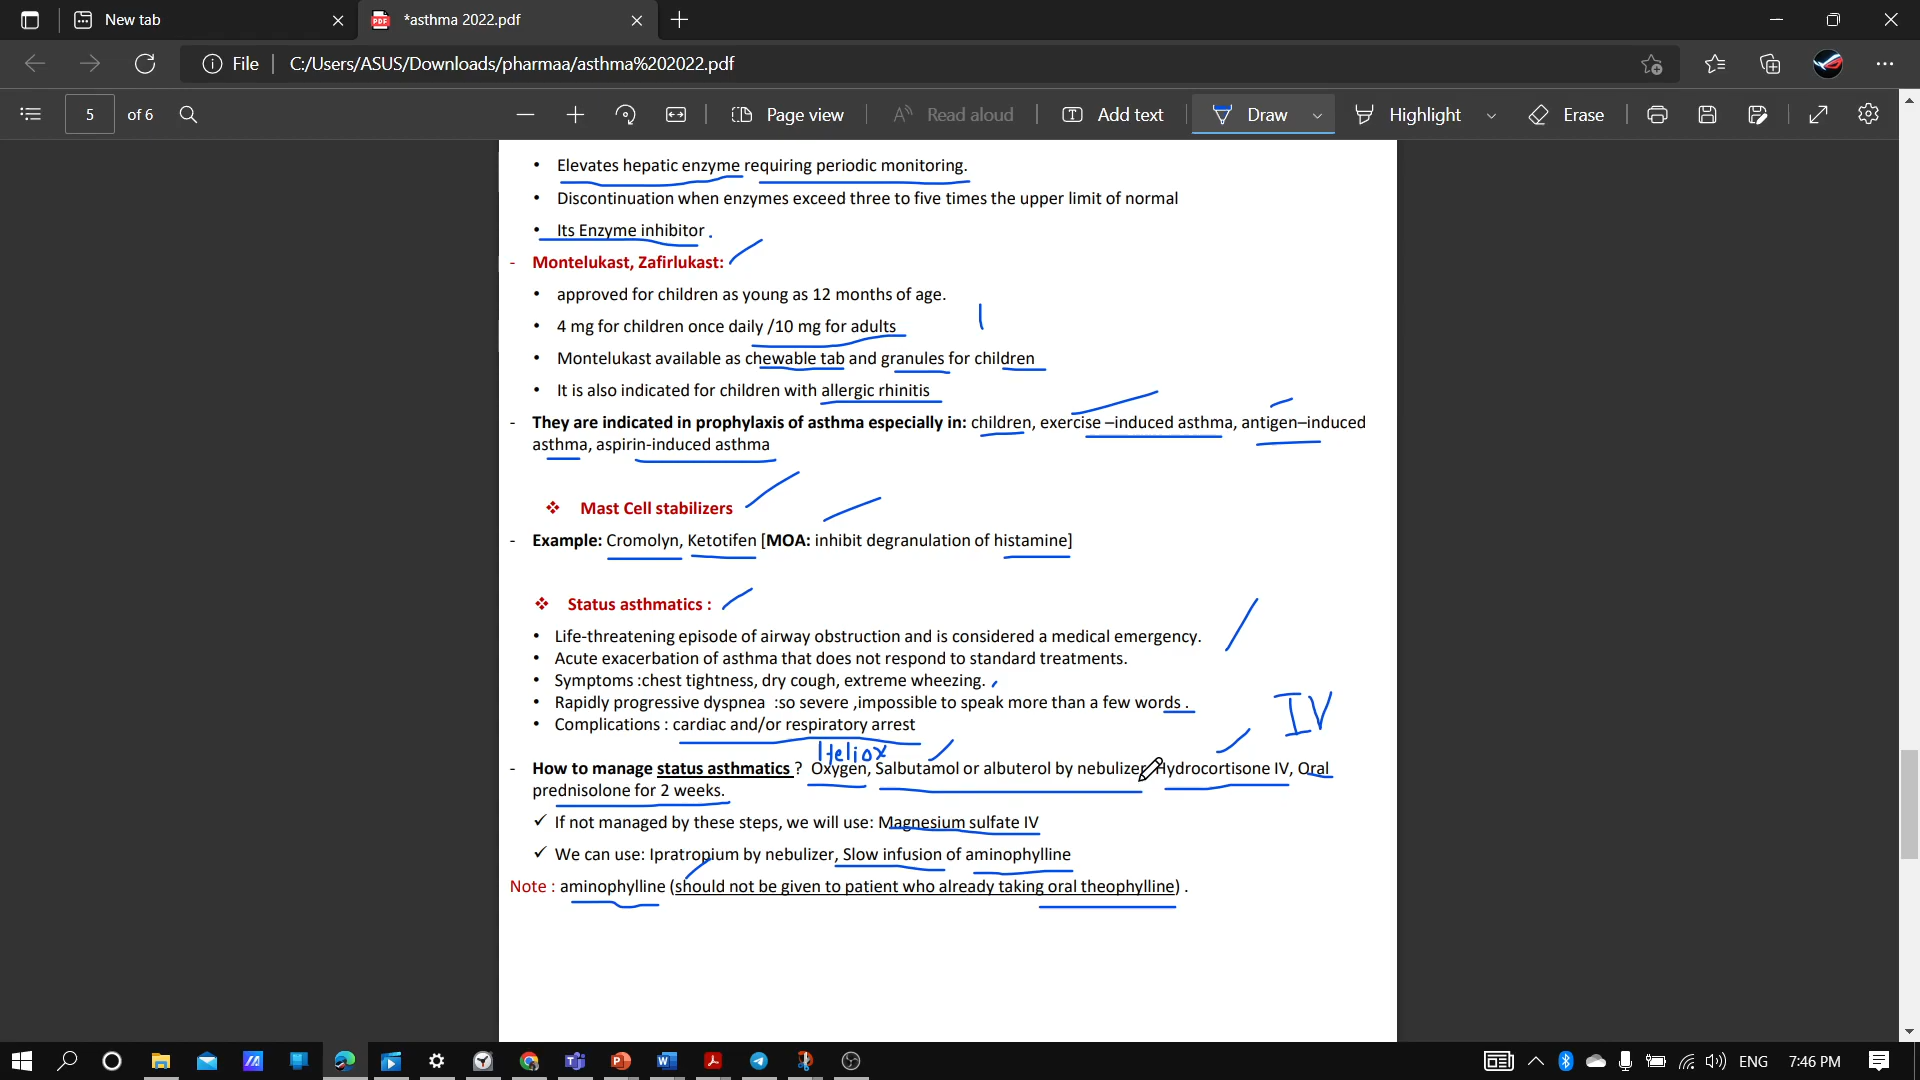 New tab
*asthma 2022.pdf
File
C:/Users/ASUS/Downloads/pharmaa/asthma%202022.pdf
5 of 6
Page view
Read aloud
Add text
Draw
Highlight
Erase
• Elevates hepatic enzyme requiring periodic monitoring.
• Discontinuation when enzymes exceed three to five times the upper limit of normal
• Its Enzyme inhibitor .
- Montelukast, Zafirlukast:
• approved for children as young as 12 months of age.
• 4 mg for children once daily /10 mg for adults
• Montelukast available as chewable tab and granules for children
• It is also indicated for children with allergic rhinitis
- They are indicated in prophylaxis of asthma especially in: children, exercise –induced asthma, antigen–induced
asthma, aspirin-induced asthma
❖ Mast Cell stabilizers
- Example: Cromolyn, Ketotifen [MOA: inhibit degranulation of histamine]
❖ Status asthmatics :
• Life-threatening episode of airway obstruction and is considered a medical emergency.
• Acute exacerbation of asthma that does not respond to standard treatments.
• Symptoms :chest tightness, dry cough, extreme wheezing.
• Rapidly progressive dyspnea :so severe ,impossible to speak more than a few words .
IV
• Complications : cardiac and/or respiratory arrest
Heliox
- How to manage status asthmatics ? Oxygen, Salbutamol or albuterol by nebulizer Hydrocortisone IV, Oral
prednisolone for 2 weeks.
✓ If not managed by these steps, we will use: Magnesium sulfate IV
✓ We can use: Ipratropium by nebulizer, Slow infusion of aminophylline
Note : aminophylline (should not be given to patient who already taking oral theophylline) .
ENG
7:46 PM